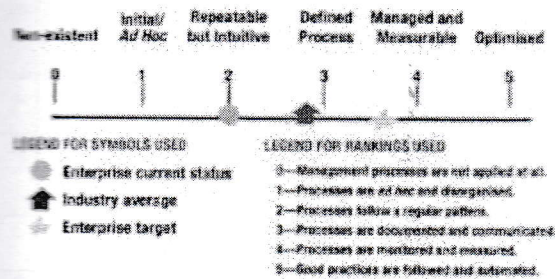 Non-existent
Initial/
Ad Hoc
Repeatable
but Intuitive
Defined
Process
Managed and
Measurable
Optimised
0 1 2 3 4 5
LEGEND FOR SYMBOLS USED
Enterprise current status
Industry average
Enterprise target
LEGEND FOR RANKINGS USED
0—Management processes are not applied at all.
1—Processes are ad hoc and disorganised.
2—Processes follow a regular pattern.
3—Processes are documented and communicated.
4—Processes are monitored and measured.
5—Good practices are followed and automated.